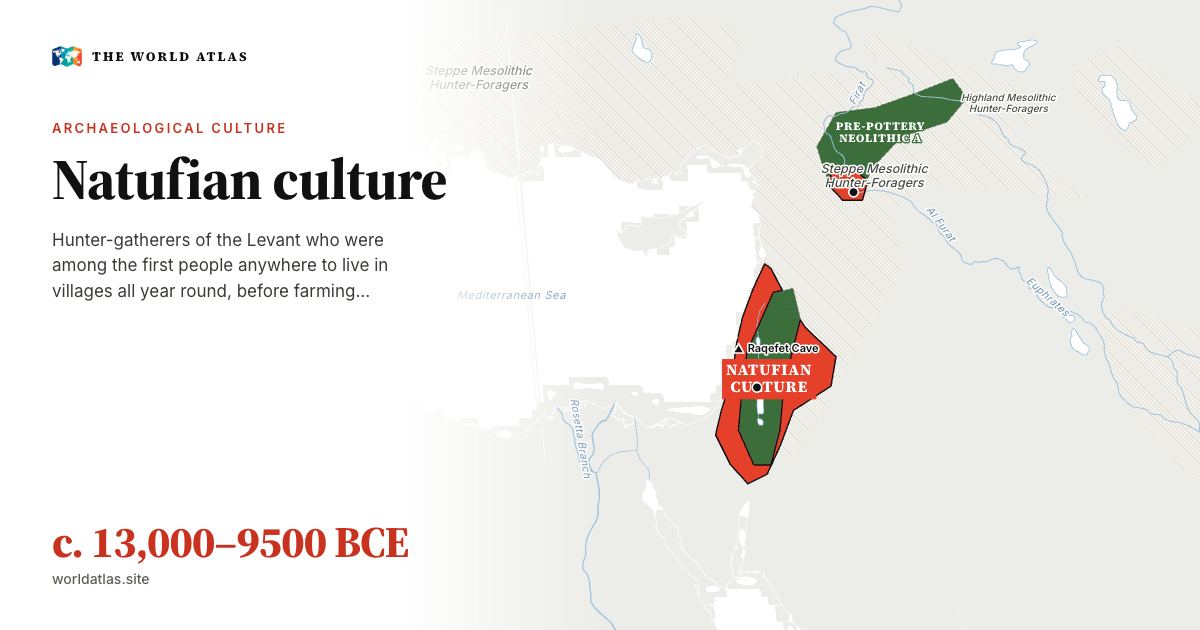 THE WORLD ATLAS
ARCHAEOLOGICAL CULTURE
Natufian culture
Hunter-gatherers of the Levant who were
among the first people anywhere to live in
villages all year round, before farming...
c. 13,000–9500 BCE
worldatlas.site
Steppe Mesolithic
Hunter-Foragers
Firat
Highland Mesolithic
Hunter-Foragers
PRE-POTTERY
NEOLITHIC A
Steppe Mesolithic
Hunter-Foragers
Al Furat
Euphrates
Mediterranean Sea
Raqefet Cave
NATUFIAN
CULTURE
Rosetta Branch